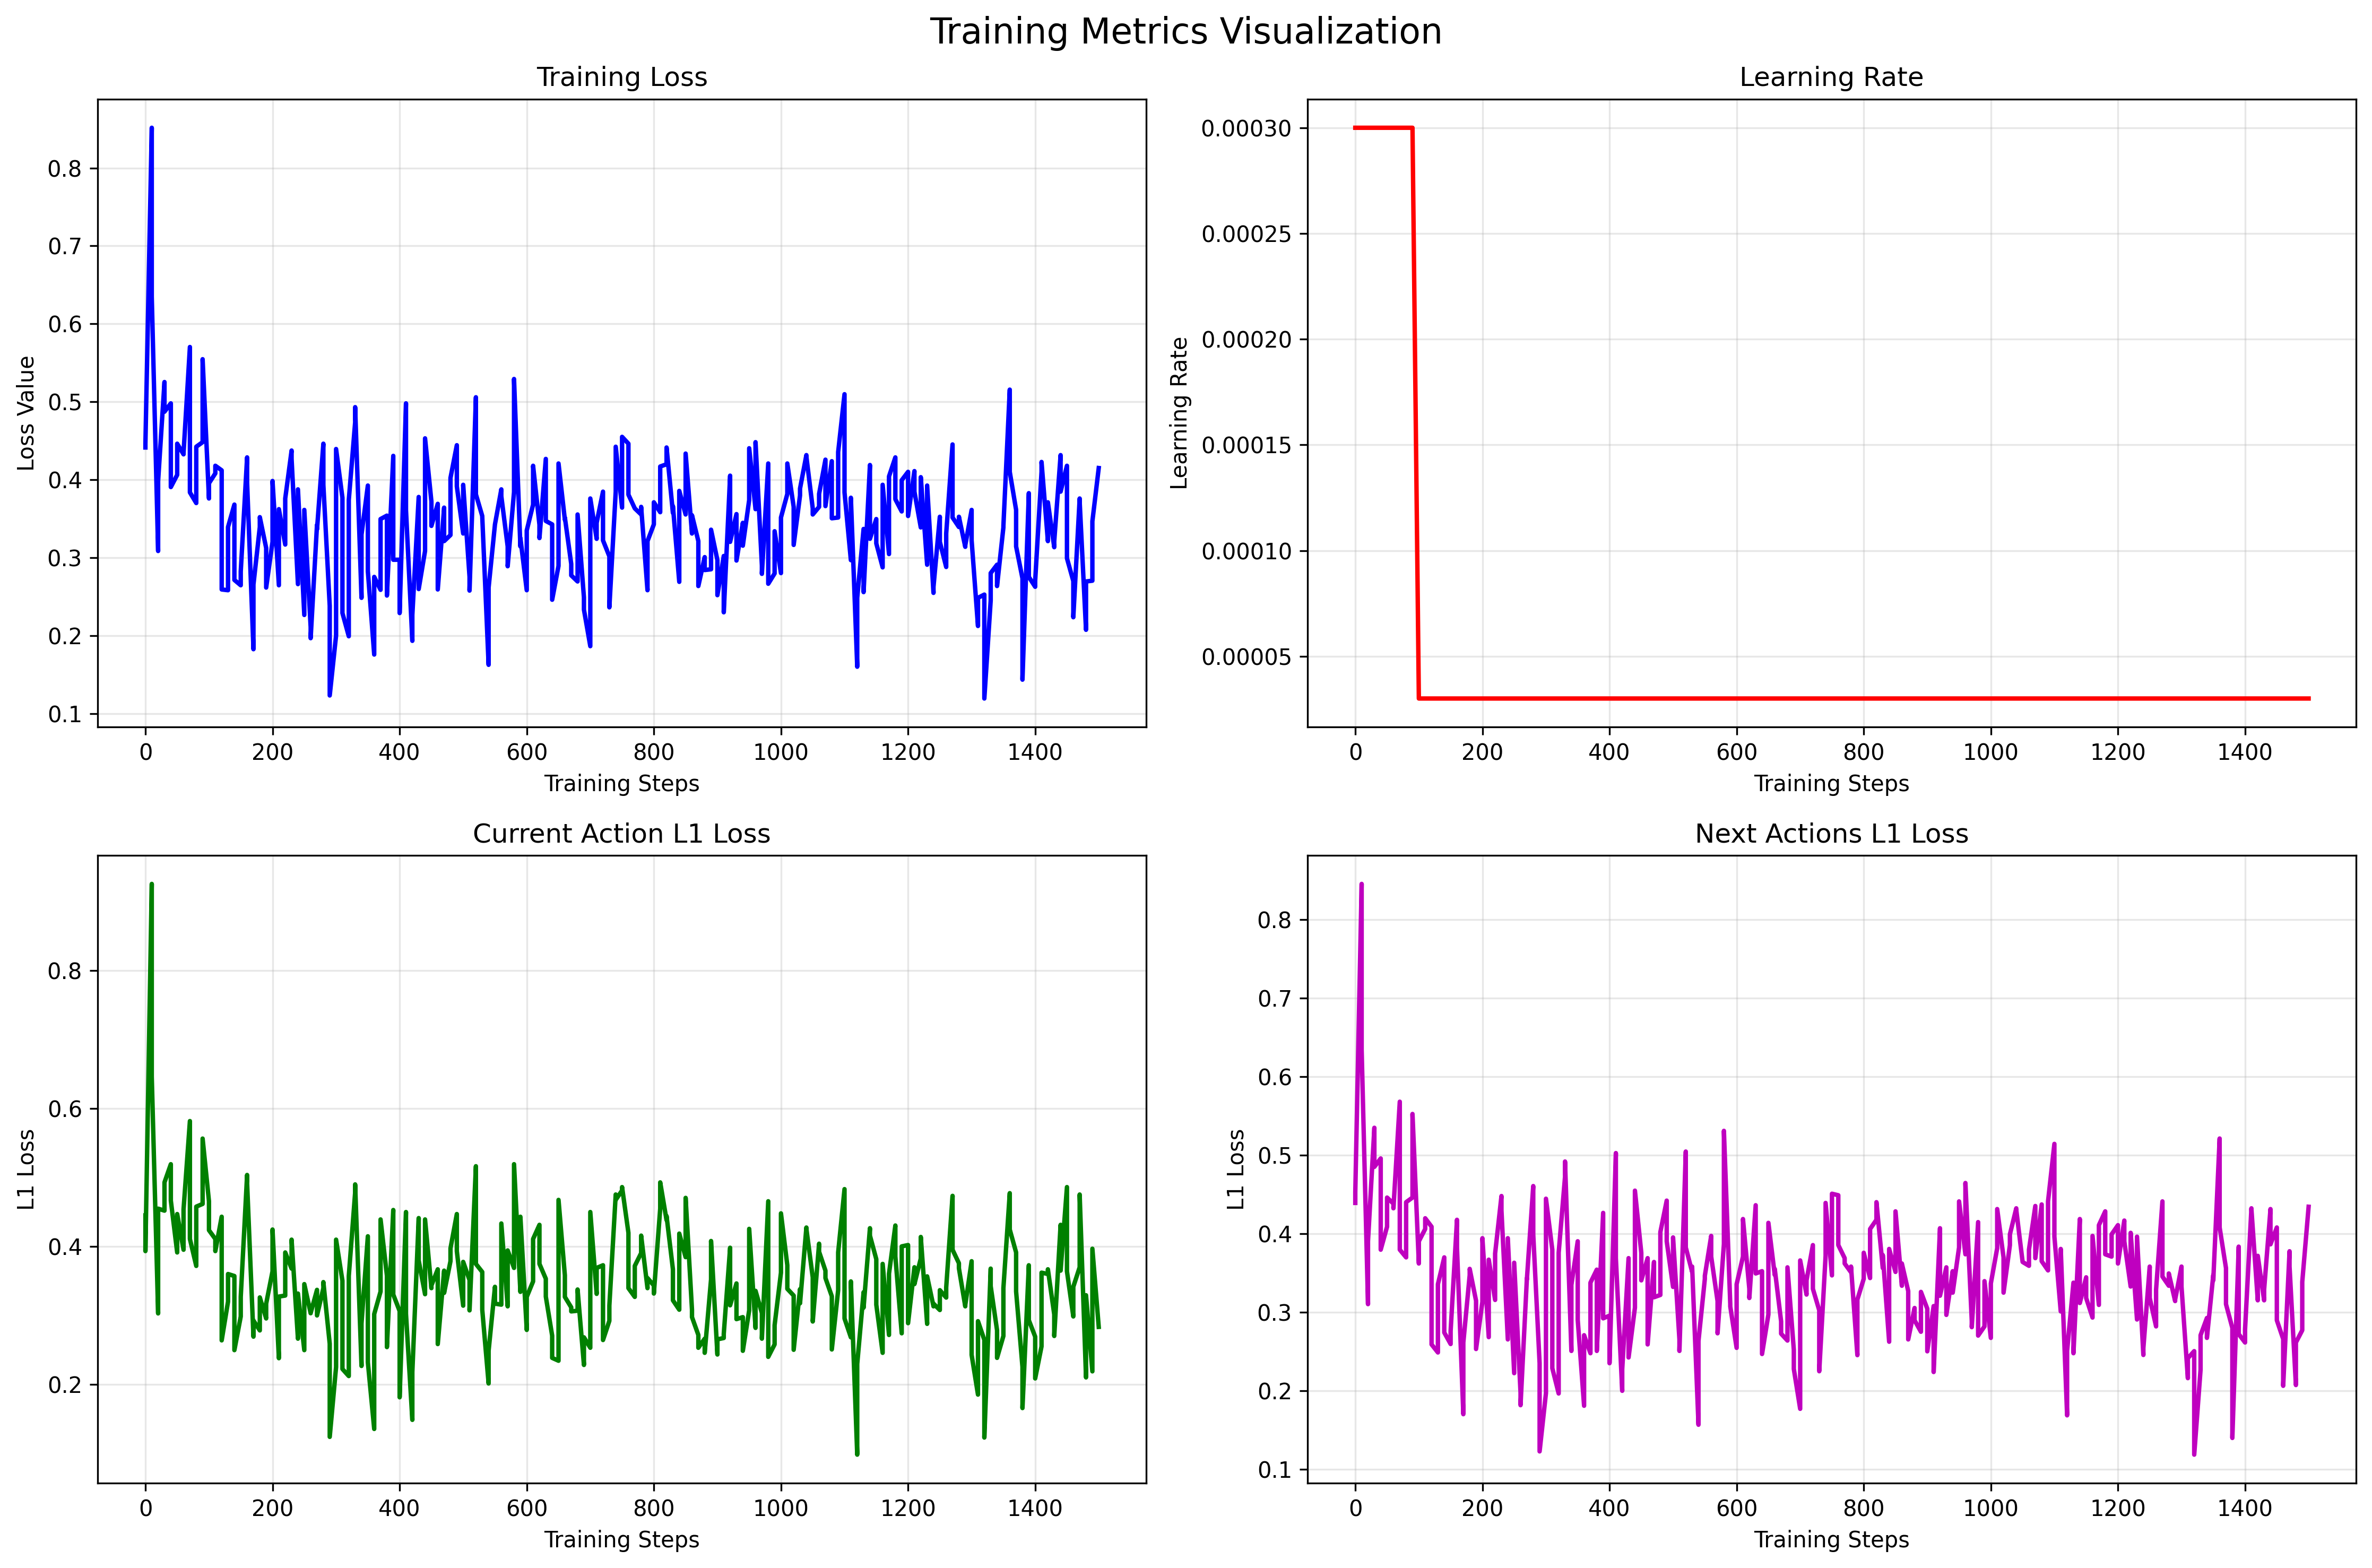 Training Metrics Visualization
Training Loss
Loss Value
0.8
0.7
0.6
0.5
0.4
0.3
0.2
0.1
0 200 400 600 800 1000 1200 1400
Training Steps
Learning Rate
Learning Rate
0.00030
0.00025
0.00020
0.00015
0.00010
0.00005
0 200 400 600 800 1000 1200 1400
Training Steps
Current Action L1 Loss
L1 Loss
0.8
0.6
0.4
0.2
0 200 400 600 800 1000 1200 1400
Training Steps
Next Actions L1 Loss
L1 Loss
0.8
0.7
0.6
0.5
0.4
0.3
0.2
0.1
0 200 400 600 800 1000 1200 1400
Training Steps